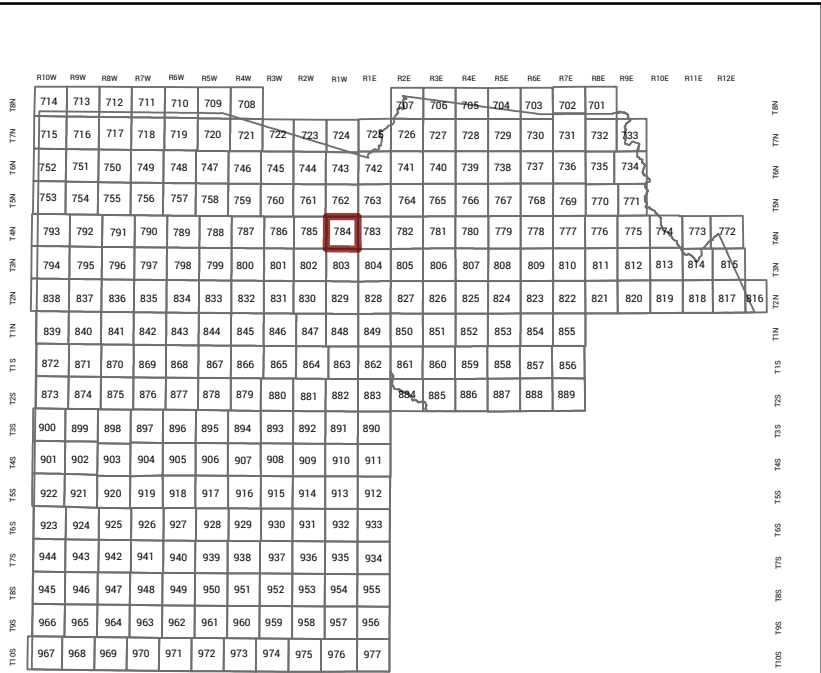 R10W R9W R8W R7W R6W R5W R4W R3W R2W R1W R1E R2E R3E R4E R5E R6E R7E R8E R9E R10E R11E R12E
T8N 714 713 712 711 710 709 708 707 706 705 704 703 702 701 T8N
T7N 715 716 717 718 719 720 721 722 723 724 725 726 727 728 729 730 731 732 733 T7N
T6N 752 751 750 749 748 747 746 745 744 743 742 741 740 739 738 737 736 735 734 T6N
T5N 753 754 755 756 757 758 759 760 761 762 763 764 765 766 767 768 769 770 771 T5N
T4N 793 792 791 790 789 788 787 786 785 784 783 782 781 780 779 778 777 776 775 774 773 772 T4N
T3N 794 795 796 797 798 799 800 801 802 803 804 805 806 807 808 809 810 811 812 813 814 815 T3N
T2N 838 837 836 835 834 833 832 831 830 829 828 827 826 825 824 823 822 821 820 819 818 817 816 T2N
T1N 839 840 841 842 843 844 845 846 847 848 849 850 851 852 853 854 855 T1N
T1S 872 871 870 869 868 867 866 865 864 863 862 861 860 859 858 857 856 T1S
T2S 873 874 875 876 877 878 879 880 881 882 883 884 885 886 887 888 889 T2S
T3S 900 899 898 897 896 895 894 893 892 891 890 T3S
T4S 901 902 903 904 905 906 907 908 909 910 911 T4S
T5S 922 921 920 919 918 917 916 915 914 913 912 T5S
T6S 923 924 925 926 927 928 929 930 931 932 933 T6S
T7S 944 943 942 941 940 939 938 937 936 935 934 T7S
T8S 945 946 947 948 949 950 951 952 953 954 955 T8S
T9S 966 965 964 963 962 961 960 959 958 957 956 T9S
T10S 967 968 969 970 971 972 973 974 975 976 977 T10S